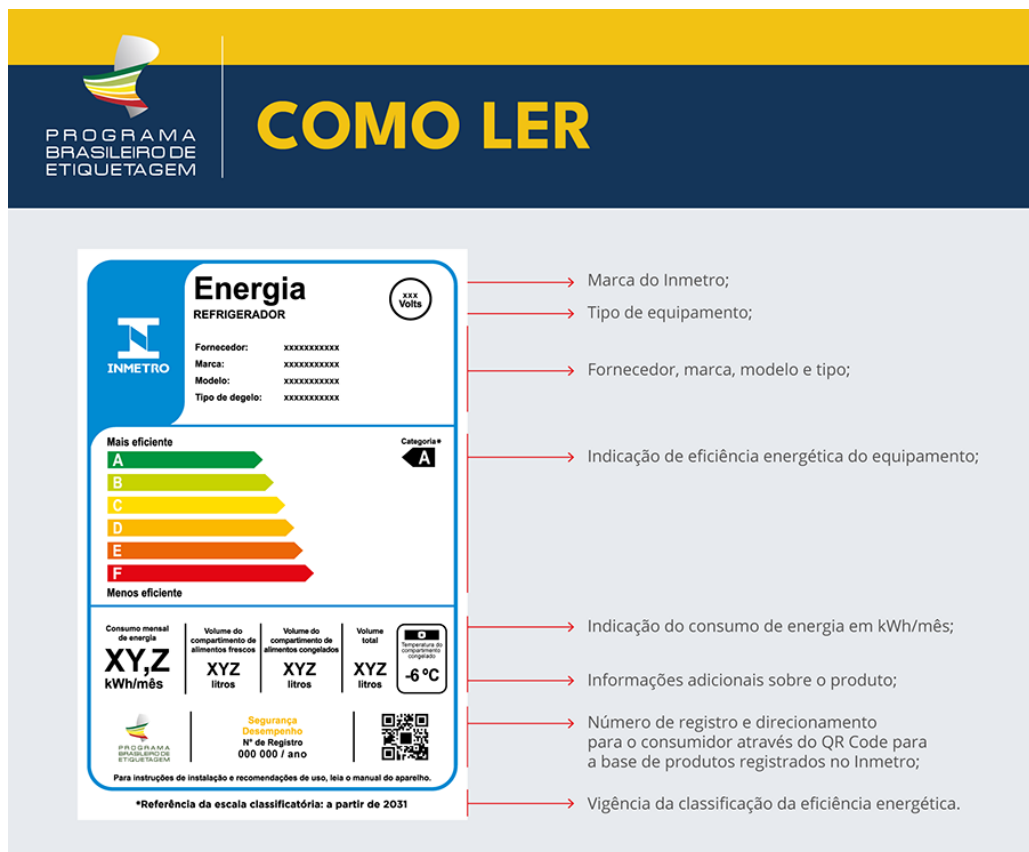 PROGRAMA
BRASILEIRO DE
ETIQUETAGEM
COMO LER
Energia
REFRIGERADOR
xxx
Volts
INMETRO
Fornecedor: xxxxxxxxxxx
Marca: xxxxxxxxxxx
Modelo: xxxxxxxxxxx
Tipo de degelo: xxxxxxxxxxx
Mais eficiente
Categoria*
A
A
B
C
D
E
F
Menos eficiente
Consumo mensal
de energia
XY,Z
kWh/mês
Volume do
compartimento de
alimentos frescos
XYZ
litros
Volume do
compartimento de
alimentos congelados
XYZ
litros
Volume
total
XYZ
litros
Temperatura do
compartimento
congelado
-6 ºC
PROGRAMA
BRASILEIRO DE
ETIQUETAGEM
Segurança
Desempenho
Nº de Registro
000 000 / ano
Para instruções de instalação e recomendações de uso, leia o manual do aparelho.
*Referência da escala classificatória: a partir de 2031
Marca do Inmetro;
Tipo de equipamento;
Fornecedor, marca, modelo e tipo;
Indicação de eficiência energética do equipamento;
Indicação do consumo de energia em kWh/mês;
Informações adicionais sobre o produto;
Número de registro e direcionamento
para o consumidor através do QR Code para
a base de produtos registrados no Inmetro;
Vigência da classificação da eficiência energética.